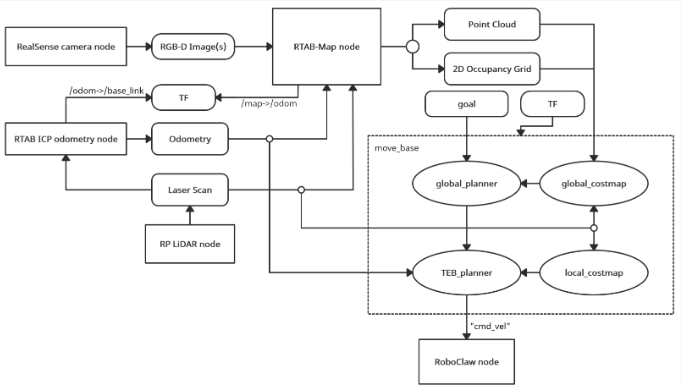 RealSense camera node
RGB-D Image(s)
RTAB-Map node
Point Cloud
2D Occupancy Grid
/odom->/base_link
TF
/map->/odom
goal
TF
RTAB ICP odometry node
Odometry
move_base
Laser Scan
global_planner
global_costmap
RP LiDAR node
TEB_planner
local_costmap
"cmd_vel"
RoboClaw node